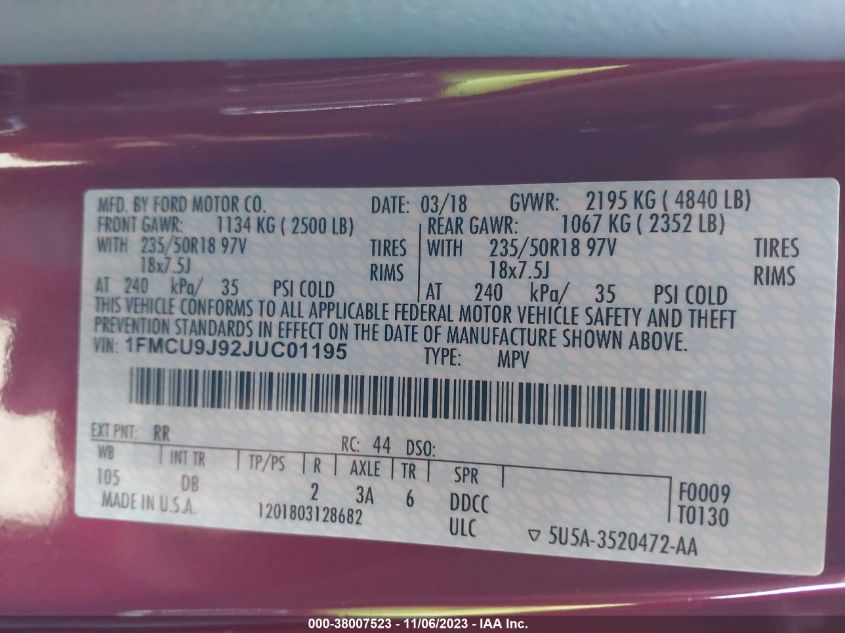 MFD. BY FORD MOTOR CO. DATE: 03/18 GVWR: 2195 KG ( 4840 LB)
FRONT GAWR: 1134 KG ( 2500 LB) REAR GAWR: 1067 KG ( 2352 LB)
WITH 235/50R18 97V TIRES WITH 235/50R18 97V TIRES
18x7.5J RIMS 18x7.5J RIMS
AT 240 kPa/ 35 PSI COLD AT 240 kPa/ 35 PSI COLD
THIS VEHICLE CONFORMS TO ALL APPLICABLE FEDERAL MOTOR VEHICLE SAFETY AND THEFT
PREVENTION STANDARDS IN EFFECT ON THE DATE OF MANUFACTURE SHOWN ABOVE.
VIN: 1FMCU9J92JUC01195 TYPE: MPV
EXT PNT: RR RC: 44 DSO:
WB INT TR TP/PS R AXLE TR SPR
105 DB 2 3A 6 DDCC F0009
MADE IN U.S.A. 1201803128682 ULC T0130
5U5A-3520472-AA
000-38007523 - 11/06/2023 - IAA Inc.